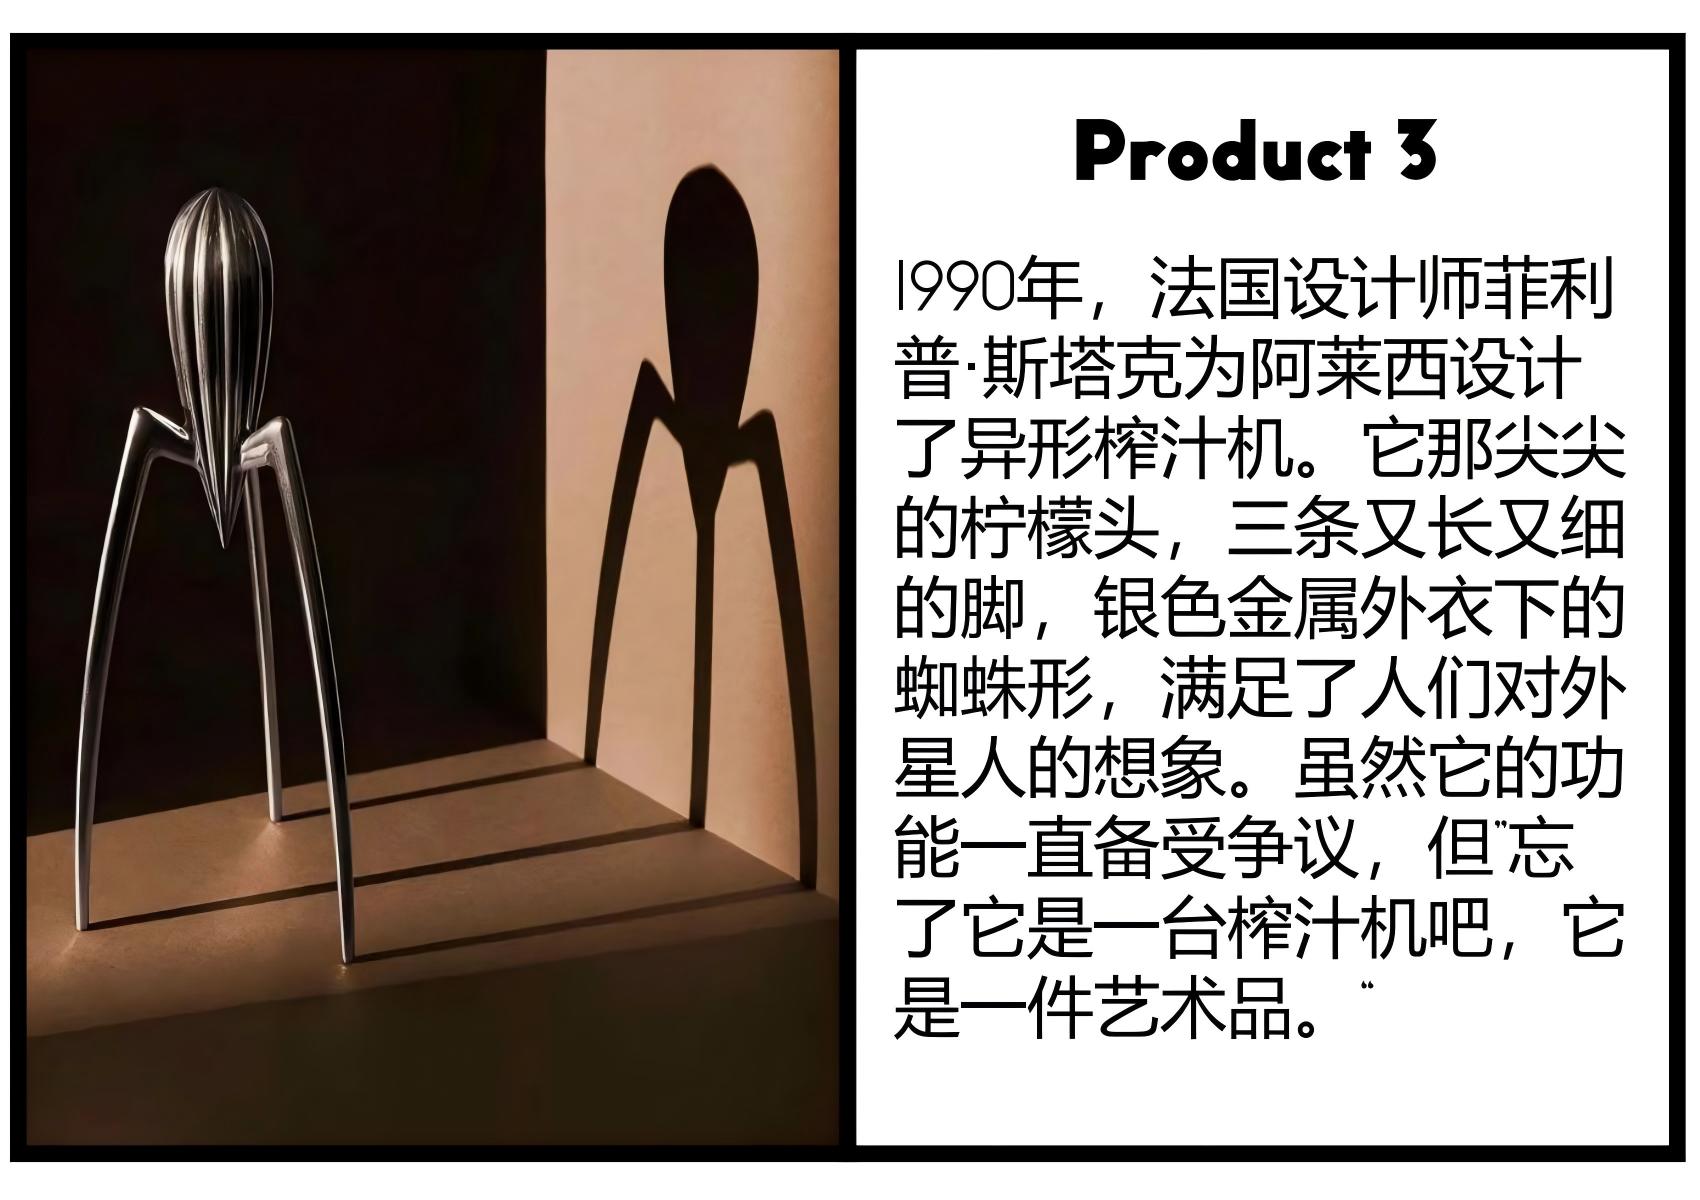 Product 3
1990年，法国设计师菲利
普·斯塔克为阿莱西设计
了异形榨汁机。它那尖尖
的柠檬头，三条又长又细
的脚，银色金属外衣下的
蜘蛛形，满足了人们对外
星人的想象。虽然它的功
能一直备受争议，但”忘
了它是一台榨汁机吧，它
是一件艺术品。“